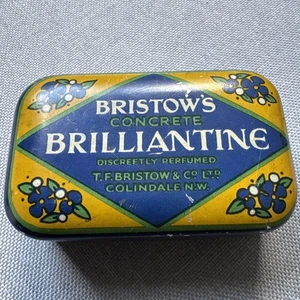 BRISTOW'S
CONCRETE
BRILLIANTINE
DISCREETLY PERFUMED
T.F. BRISTOW & CO LTD
COLINDALE N.W.